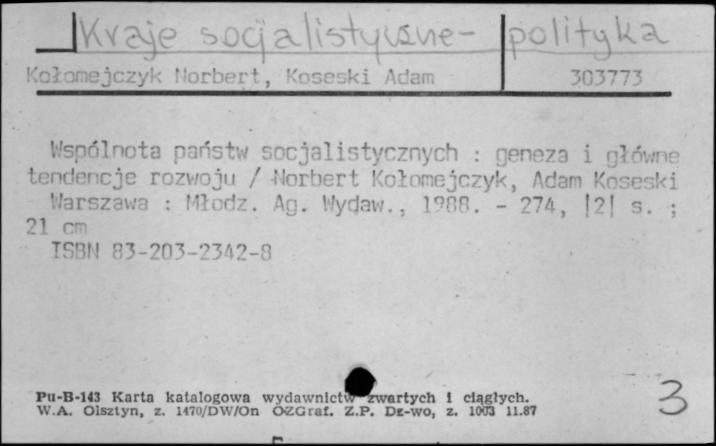 Kraje socjalistyczne- polityka
Kołomejczyk Norbert, Koseski Adam 303773
Wspólnota państw socjalistycznych : geneza i główne
tendencje rozwoju / Norbert Kołomejczyk, Adam Koseski
Warszawa : Młodz. Ag. Wydaw., 1988. - 274, |2| s. ;
21 cm
ISBN 83-203-2342-8
Pu-B-143 Karta katalogowa wydawnictw zwartych i ciągłych.
W.A. Olsztyn, z. 1470/DW/On OZGraf. Z.P. Dz-wo, z. 1003 11.87
3